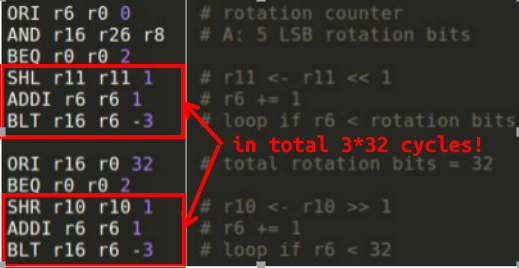 ORI r6 r0 0 # rotation counter
AND r16 r26 r8 # A: 5 LSB rotation bits
BEQ r0 r0 2
SHL r11 r11 1 # r11 <- r11 << 1
ADDI r6 r6 1 # r6 += 1
BLT r16 r6 -3 # loop if r6 < rotation bits
in total 3*32 cycles!
ORI r16 r0 32 # total rotation bits = 32
BEQ r0 r0 2
SHR r10 r10 1 # r10 <- r10 >> 1
ADDI r6 r6 1 # r6 += 1
BLT r16 r6 -3 # loop if r6 < 32